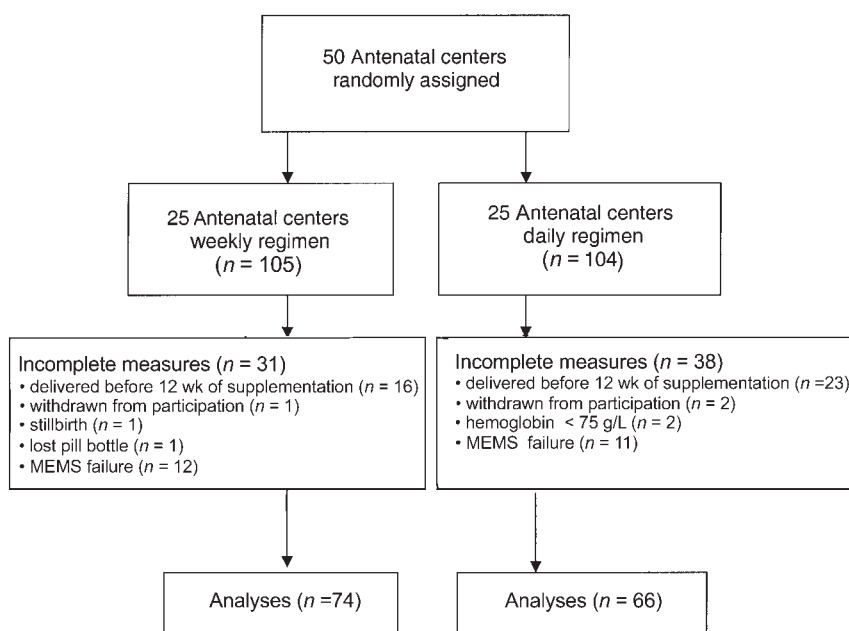 50 Antenatal centers
randomly assigned
25 Antenatal centers
weekly regimen
(n = 105)
25 Antenatal centers
daily regimen
(n = 104)
Incomplete measures (n = 31)
• delivered before 12 wk of supplementation (n = 16)
• withdrawn from participation (n = 1)
• stillbirth (n = 1)
• lost pill bottle (n = 1)
• MEMS failure (n = 12)
Incomplete measures (n = 38)
• delivered before 12 wk of supplementation (n =23)
• withdrawn from participation (n = 2)
• hemoglobin < 75 g/L (n = 2)
• MEMS failure (n = 11)
Analyses (n =74)
Analyses (n = 66)